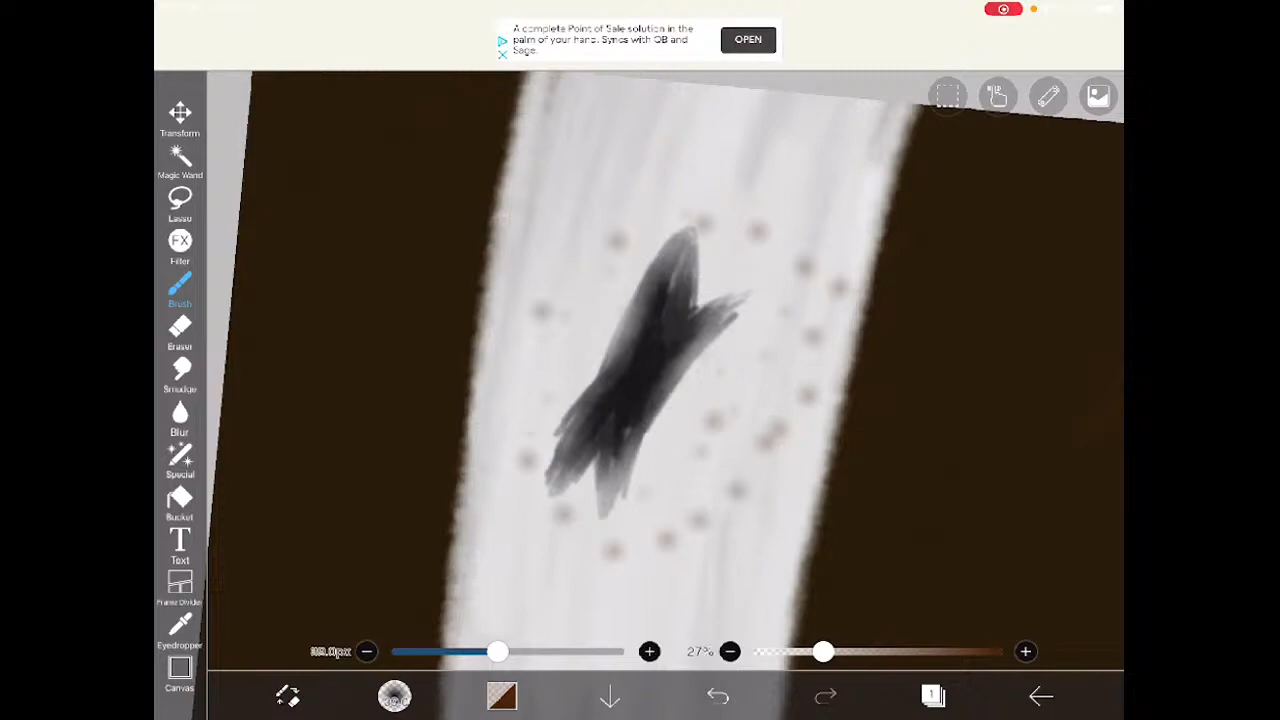 A complete Point of Sale solution in the
palm of your hand. Syncs with QB and
Sage.
OPEN
Transform
Magic Wand
Lasso
FX
Filter
Brush
Eraser
Smudge
Blur
Special
Bucket
T
Text
Frame Divider
Eyedropper
Canvas
27%
1